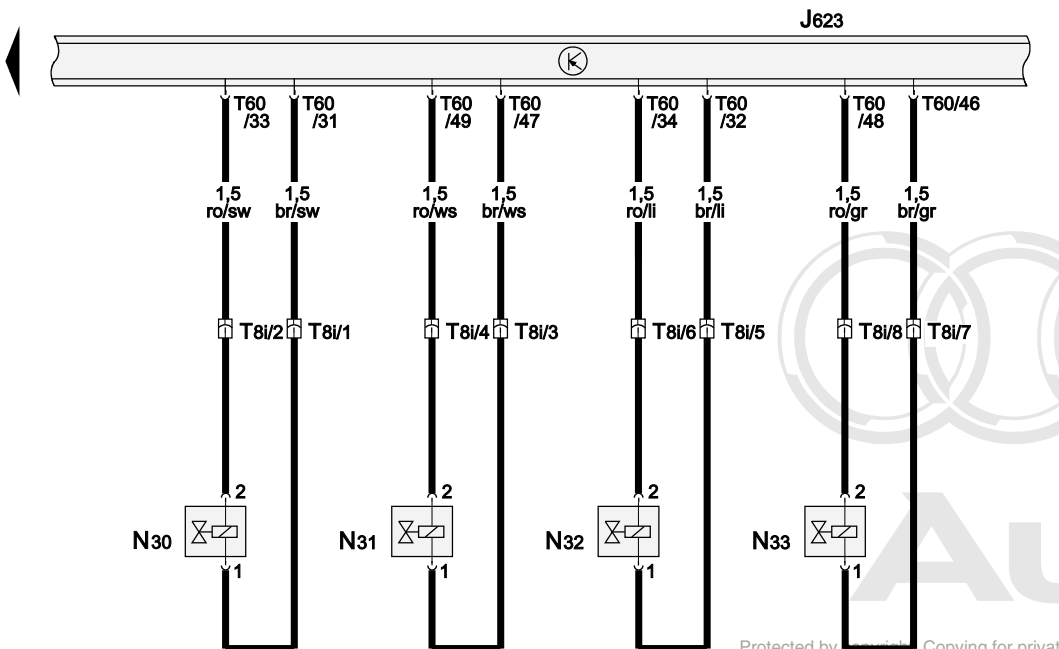 J623
T60 /33
T60 /31
T60 /49
T60 /47
T60 /34
T60 /32
T60 /48
T60/46
1,5 ro/sw
1,5 br/sw
1,5 ro/ws
1,5 br/ws
1,5 ro/li
1,5 br/li
1,5 ro/gr
1,5 br/gr
T8i/2
T8i/1
T8i/4
T8i/3
T8i/6
T8i/5
T8i/8
T8i/7
2
2
2
2
N30
N31
N32
N33
1
1
1
1
Au
Protected by copyright. Copying for privat